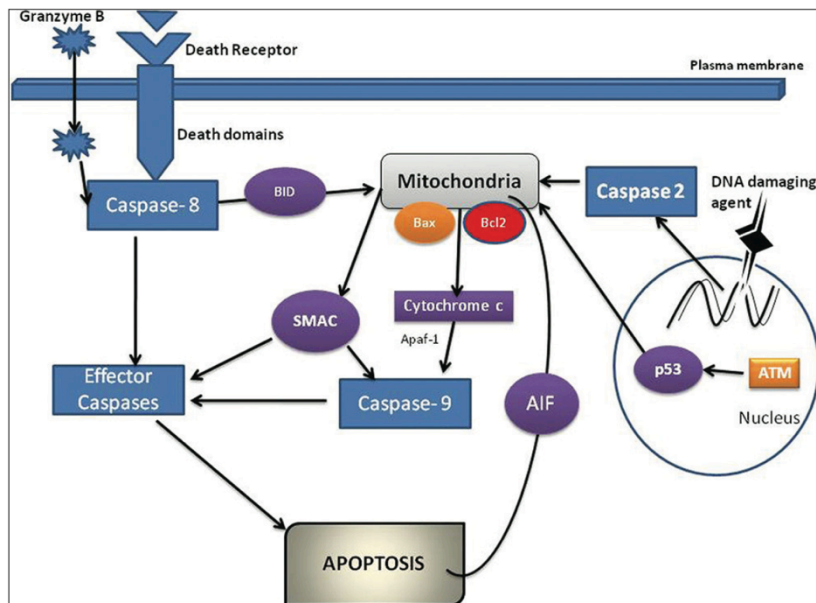 Granzyme B
Death Receptor
Plasma membrane
Death domains
Caspase- 8
BID
Mitochondria
Bax
Bcl2
Caspase 2
DNA damaging
agent
SMAC
Cytochrome c
Apaf-1
p53
ATM
Nucleus
Effector
Caspases
Caspase- 9
AIF
APOPTOSIS